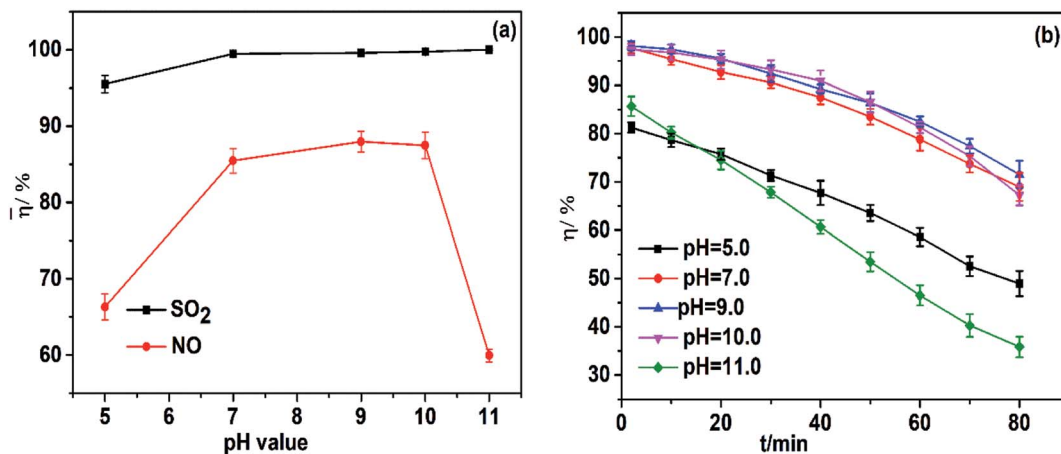 (a)
100
90
80
70
60
η̄/ %
SO2
NO
5 6 7 8 9 10 11
pH value
(b)
100
90
80
70
60
50
40
30
η/ %
pH=5.0
pH=7.0
pH=9.0
pH=10.0
pH=11.0
0 20 40 60 80
t/min